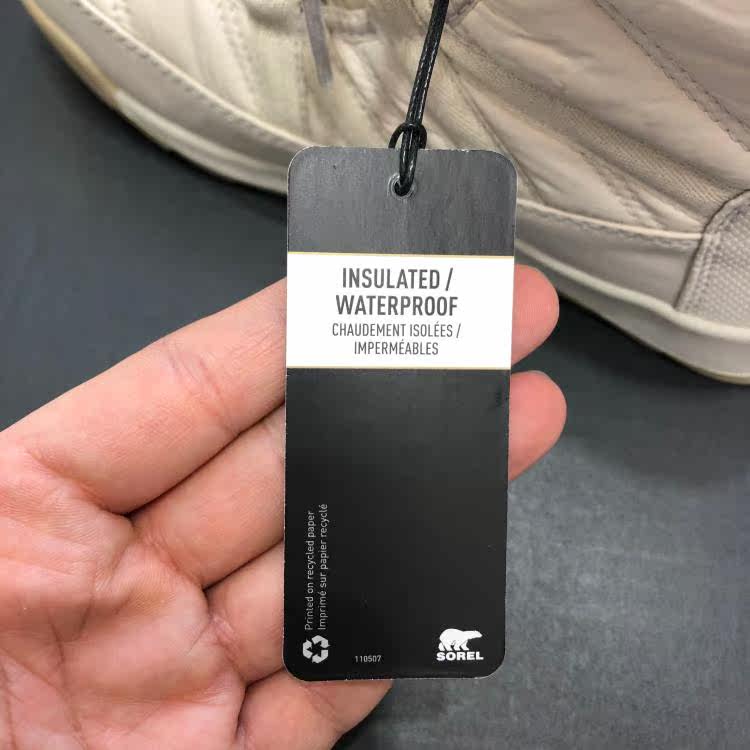 INSULATED /
WATERPROOF
CHAUDEMENT ISOLÉES /
IMPERMÉABLES
Printed on recycled paper
Imprimé sur papier recyclé
110507
SOREL